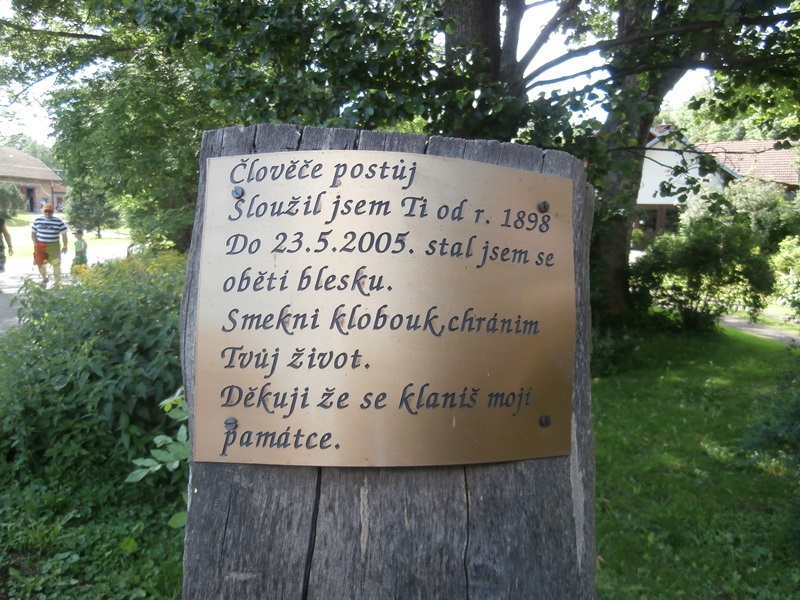 Člověče postůj
Sloužil jsem Ti od r. 1898
Do 23.5.2005. stal jsem se
obětí blesku.
Smekni klobouk,chráním
Tvůj život.
Děkuji že se klaníš mojí
památce.